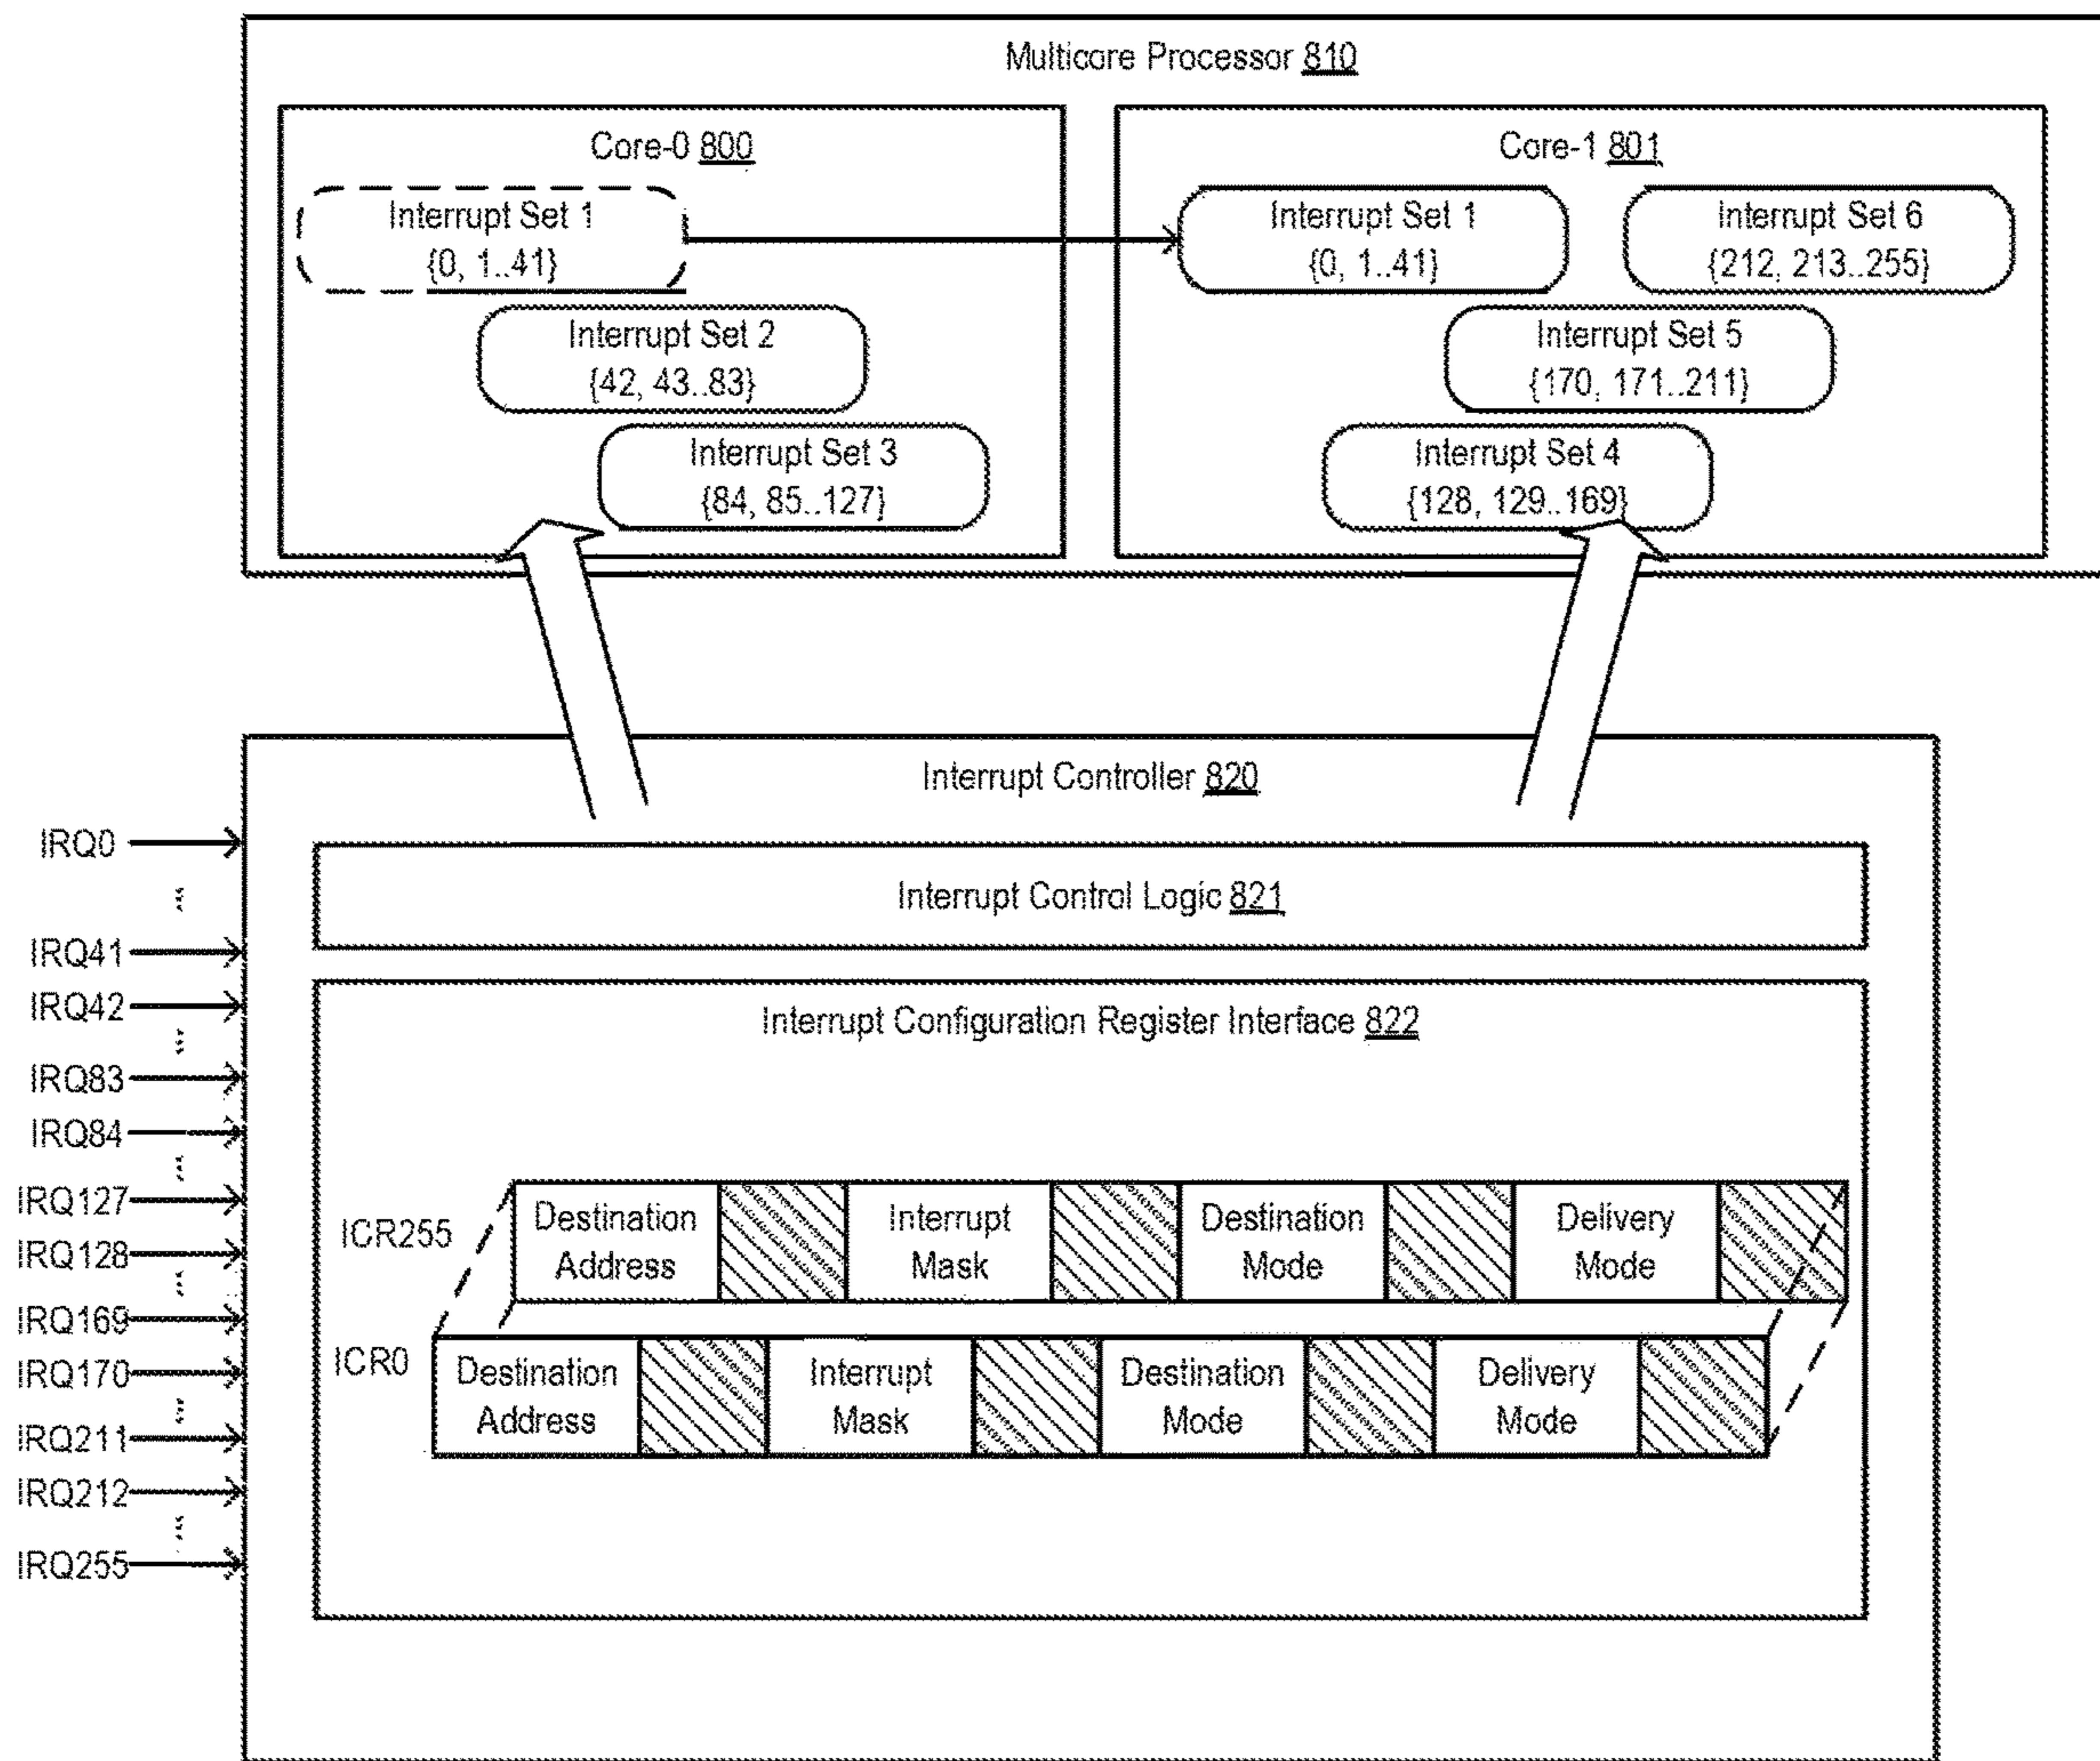 Multicore Processor 810
Core-0 800
Interrupt Set 1
{0, 1..41}
Interrupt Set 2
{42, 43..83}
Interrupt Set 3
{84, 85..127}
Core-1 801
Interrupt Set 1
{0, 1..41}
Interrupt Set 6
{212, 213..255}
Interrupt Set 5
{170, 171..211}
Interrupt Set 4
{128, 129..169}
Interrupt Controller 820
Interrupt Control Logic 821
Interrupt Configuration Register Interface 822
IRQ0
...
IRQ41
IRQ42
...
IRQ83
IRQ84
...
IRQ127
IRQ128
...
IRQ169
IRQ170
...
IRQ211
IRQ212
...
IRQ255
ICR255
Destination
Address
Interrupt
Mask
Destination
Mode
Delivery
Mode
ICR0
Destination
Address
Interrupt
Mask
Destination
Mode
Delivery
Mode